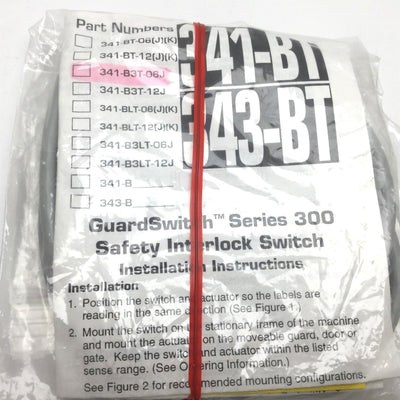 Part Numbers
341-BT
343-BT
341-BT-06(J)(K)
341-BT-12(J)(K)
341-B3T-06J
341-B3T-12J
341-BLT-06(J)(K)
341-BLT-12(J)(K)
341-B3LT-06J
341-B3LT-12J
341-B
343-B
GuardSwitch™ Series 300
Safety Interlock Switch
Installation Instructions
Installation
1. Position the switch and actuator so the labels are
reading in the same direction (See Figure 1.)
2. Mount the switch on the stationary frame of the machine
and mount the actuator on the moveable guard, door or
gate. Keep the switch and actuator within the listed
sense range. (See Ordering Information.)
See Figure 2 for recommended mounting configurations.